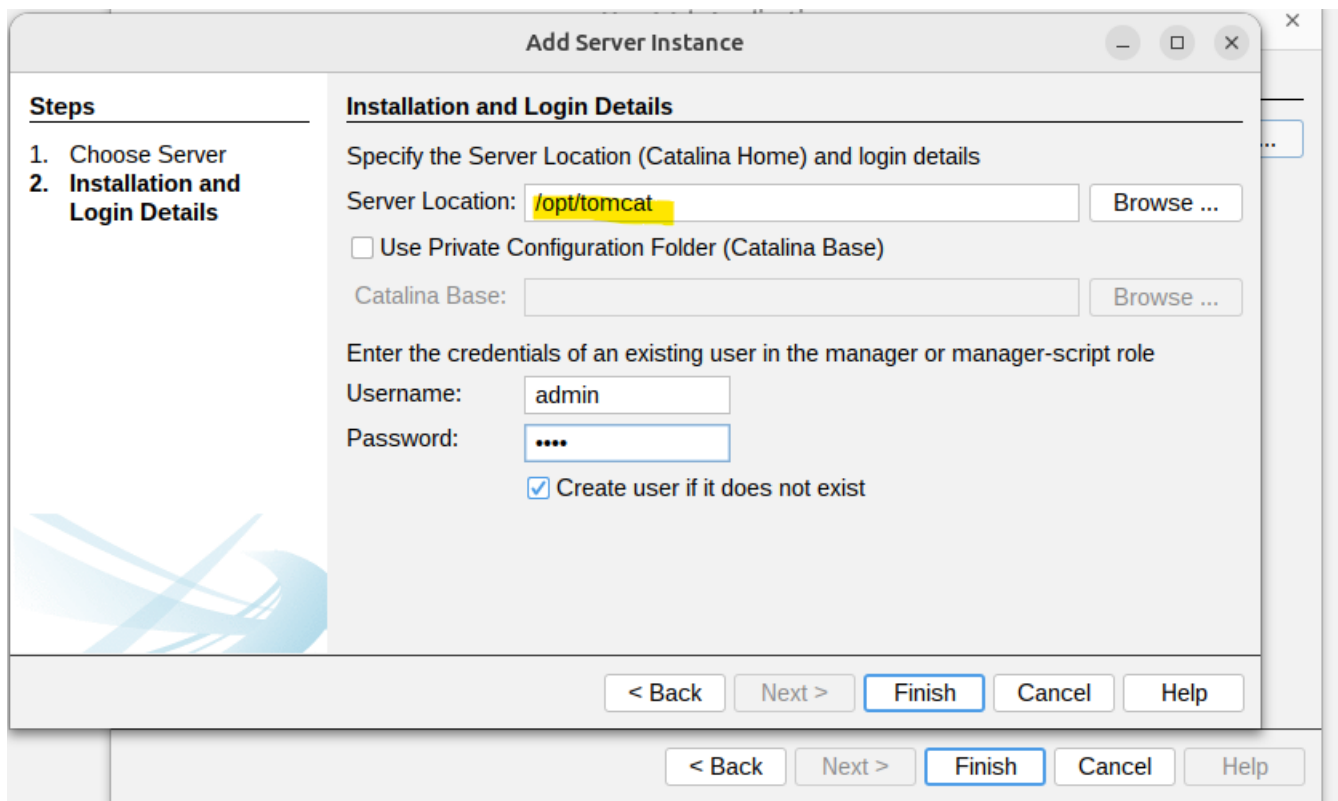 Add Server Instance
Steps
1. Choose Server
2. Installation and
Login Details
Installation and Login Details
Specify the Server Location (Catalina Home) and login details
Server Location: /opt/tomcat Browse ...
Use Private Configuration Folder (Catalina Base)
Catalina Base: Browse ...
Enter the credentials of an existing user in the manager or manager-script role
Username: admin
Password: ••••
Create user if it does not exist
< Back Next > Finish Cancel Help
< Back Next > Finish Cancel Help